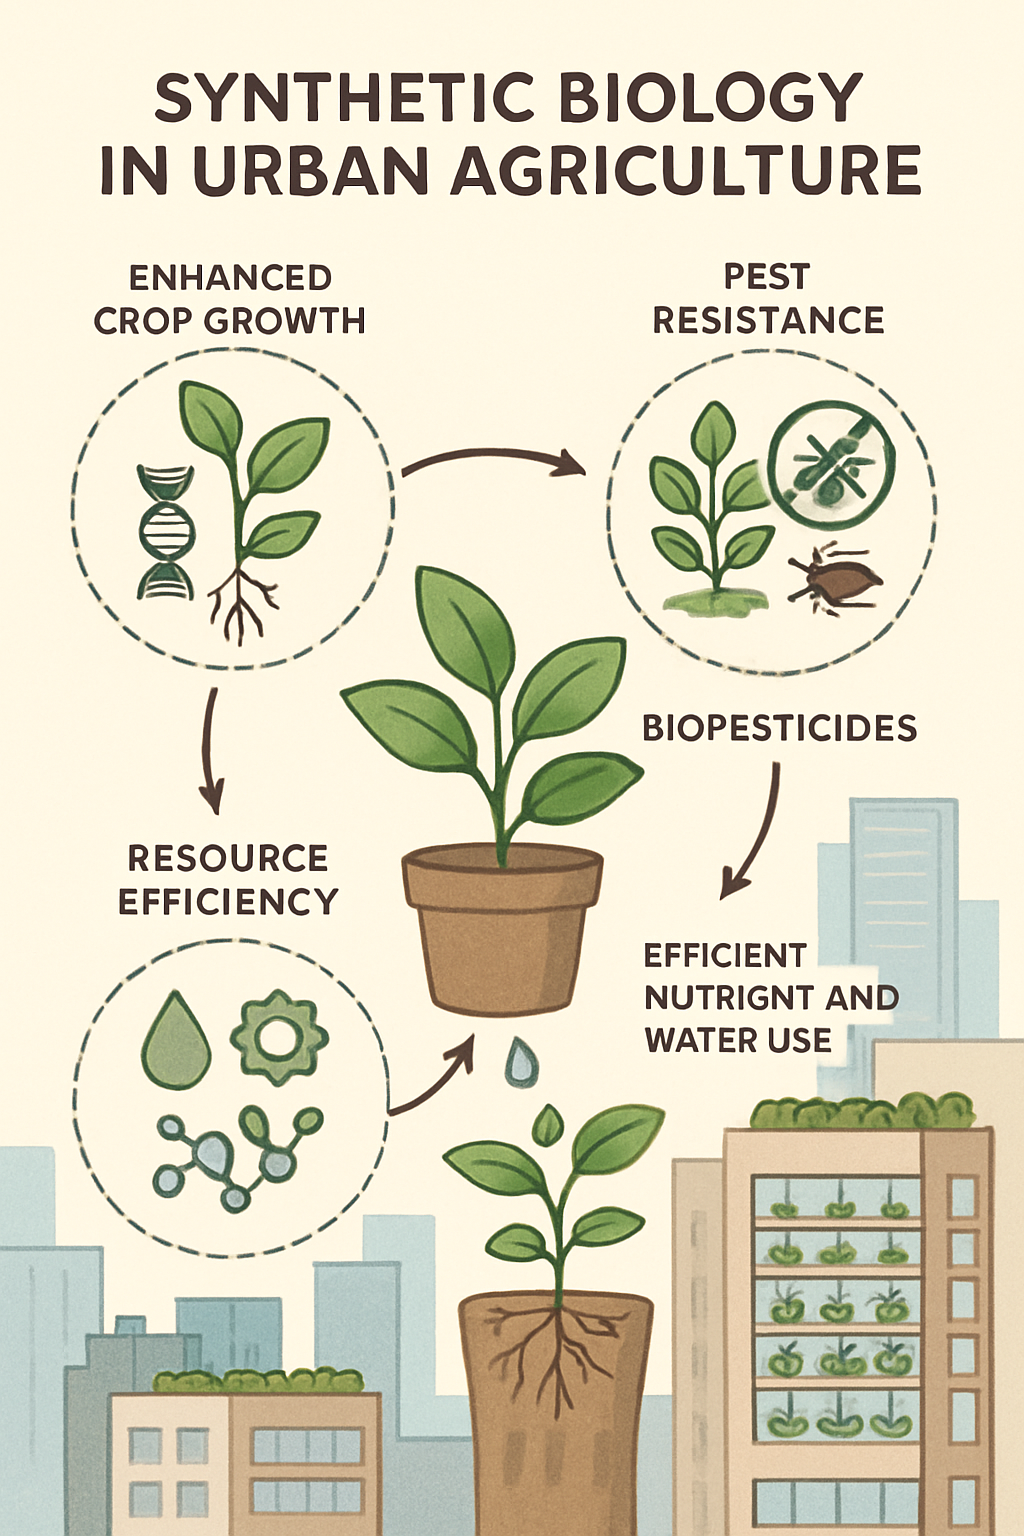 SYNTHETIC BIOLOGY
IN URBAN AGRICULTURE
ENHANCED
CROP GROWTH
PEST
RESISTANCE
BIOPESTICIDES
RESOURCE
EFFICIENCY
EFFICIENT
NUTRIGNT AND
WATER USE